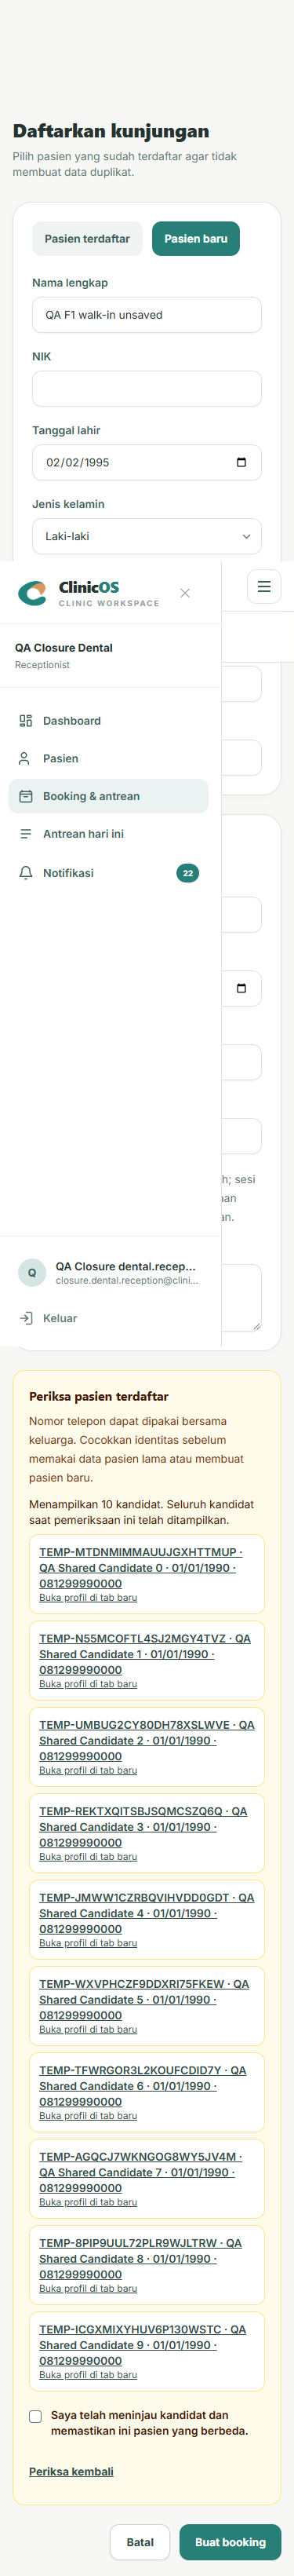 Daftarkan kunjungan
Pilih pasien yang sudah terdaftar agar tidak
membuat data duplikat.
Pasien terdaftar
Pasien baru
Nama lengkap
QA F1 walk-in unsaved
NIK
Tanggal lahir
02/02/1995
Jenis kelamin
Laki-laki
ClinicOS
CLINIC WORKSPACE
QA Closure Dental
Receptionist
Dashboard
Pasien
Booking & antrean
Antrean hari ini
Notifikasi
22
h; sesi
aan
an.
Q
QA Closure dental.recep...
closure.dental.reception@clini...
Keluar
Periksa pasien terdaftar
Nomor telepon dapat dipakai bersama
keluarga. Cocokkan identitas sebelum
memakai data pasien lama atau membuat
pasien baru.
Menampilkan 10 kandidat. Seluruh kandidat
saat pemeriksaan ini telah ditampilkan.
TEMP-MTDNMIMMAUUJGXHTTMUP ·
QA Shared Candidate 0 · 01/01/1990 ·
081299990000
Buka profil di tab baru
TEMP-N55MCOFTL4SJ2MGY4TVZ · QA
Shared Candidate 1 · 01/01/1990 ·
081299990000
Buka profil di tab baru
TEMP-UMBUG2CY80DH78XSLWVE · QA
Shared Candidate 2 · 01/01/1990 ·
081299990000
Buka profil di tab baru
TEMP-REKTXQITSBJSQMCSZQ6Q · QA
Shared Candidate 3 · 01/01/1990 ·
081299990000
Buka profil di tab baru
TEMP-JMWW1CZRBQVIHVDD0GDT · QA
Shared Candidate 4 · 01/01/1990 ·
081299990000
Buka profil di tab baru
TEMP-WXVPHCZF9DDXRI75FKEW · QA
Shared Candidate 5 · 01/01/1990 ·
081299990000
Buka profil di tab baru
TEMP-TFWRGOR3L2KOUFCDID7Y · QA
Shared Candidate 6 · 01/01/1990 ·
081299990000
Buka profil di tab baru
TEMP-AGQCJ7WKNGOG8WY5JV4M ·
QA Shared Candidate 7 · 01/01/1990 ·
081299990000
Buka profil di tab baru
TEMP-8PIP9UUL72PLR9WJLTRW · QA
Shared Candidate 8 · 01/01/1990 ·
081299990000
Buka profil di tab baru
TEMP-ICGXMIXYHUV6P130WSTC · QA
Shared Candidate 9 · 01/01/1990 ·
081299990000
Buka profil di tab baru
Saya telah meninjau kandidat dan
memastikan ini pasien yang berbeda.
Periksa kembali
Batal
Buat booking